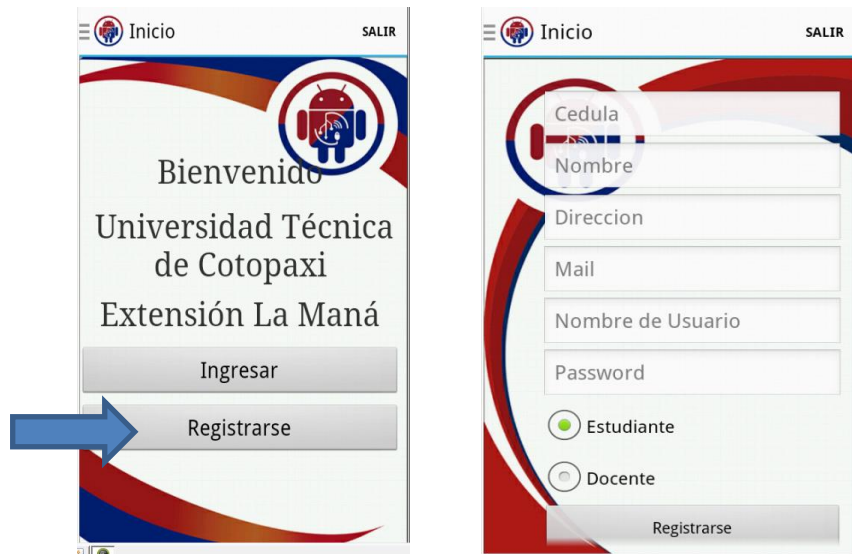 Inicio
SALIR
Bienvenido
Universidad Técnica
de Cotopaxi
Extensión La Maná
Ingresar
Registrarse
Inicio
SALIR
Cedula
Nombre
Direccion
Mail
Nombre de Usuario
Password
Estudiante
Docente
Registrarse